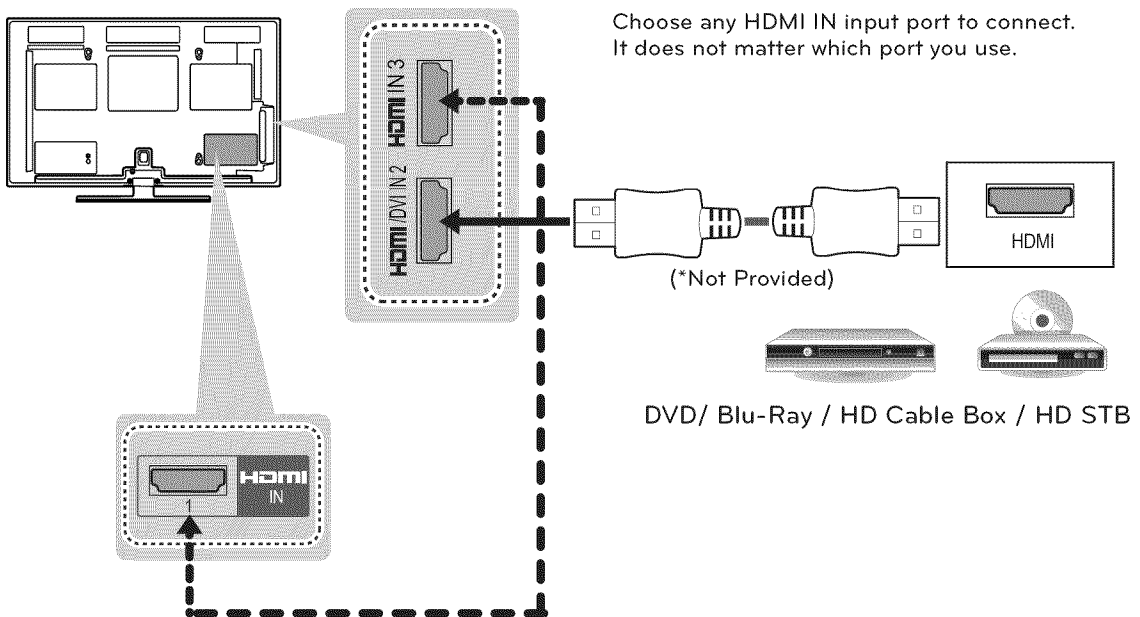 Choose any HDMI IN input port to connect.
It does not matter which port you use.
HDMI IN 3
HDMI /DVI IN 2
HDMI
(*Not Provided)
DVD/ Blu-Ray / HD Cable Box / HD STB
HDMI
IN
1